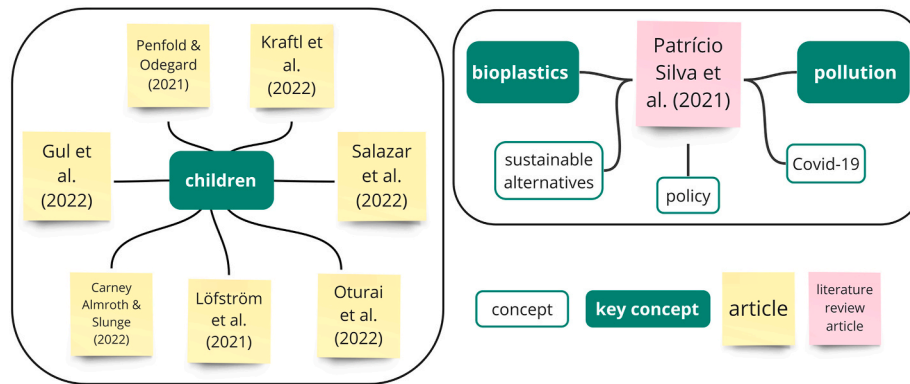 Penfold &
Odegard
(2021)
Kraftl et
al.
(2022)
Gul et
al.
(2022)
children
Salazar
et al.
(2022)
Carney
Almroth &
Slunge
(2022)
Löfström
et al.
(2021)
Oturai
et al.
(2022)
bioplastics
Patrício
Silva et
al. (2021)
pollution
sustainable
alternatives
policy
Covid-19
concept
key concept
article
literature
review
article